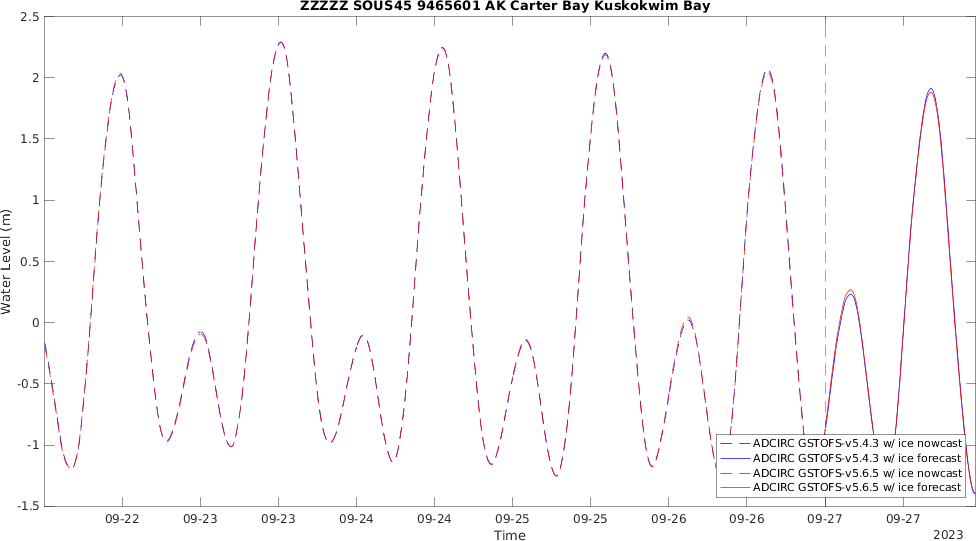 ZZZZZ SOUS45 9465601 AK Carter Bay Kuskokwim Bay
2.5
2
1.5
1
0.5
0
-0.5
-1
-1.5
Water Level (m)
ADCIRC GSTOFS-v5.4.3 w/ ice nowcast
ADCIRC GSTOFS-v5.4.3 w/ ice forecast
ADCIRC GSTOFS-v5.6.5 w/ ice nowcast
ADCIRC GSTOFS-v5.6.5 w/ ice forecast
09-22 09-23 09-23 09-24 09-24 09-25 09-25 09-26 09-26 09-27 09-27
Time
2023